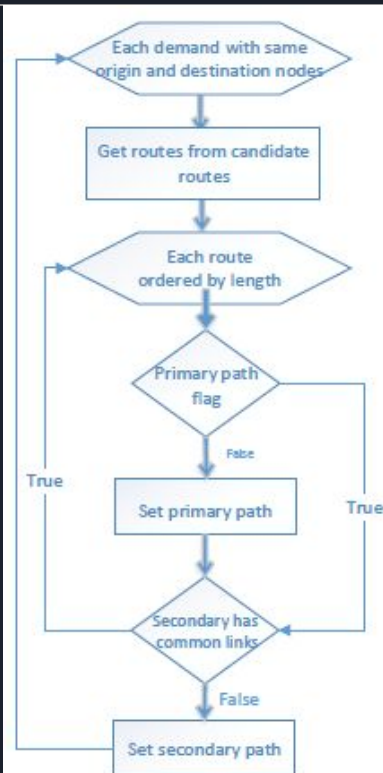 Each demand with same
origin and destination nodes
Get routes from candidate
routes
Each route
ordered by length
Primary path
flag
False
True
Set primary path
True
Secondary has
common links
False
Set secondary path